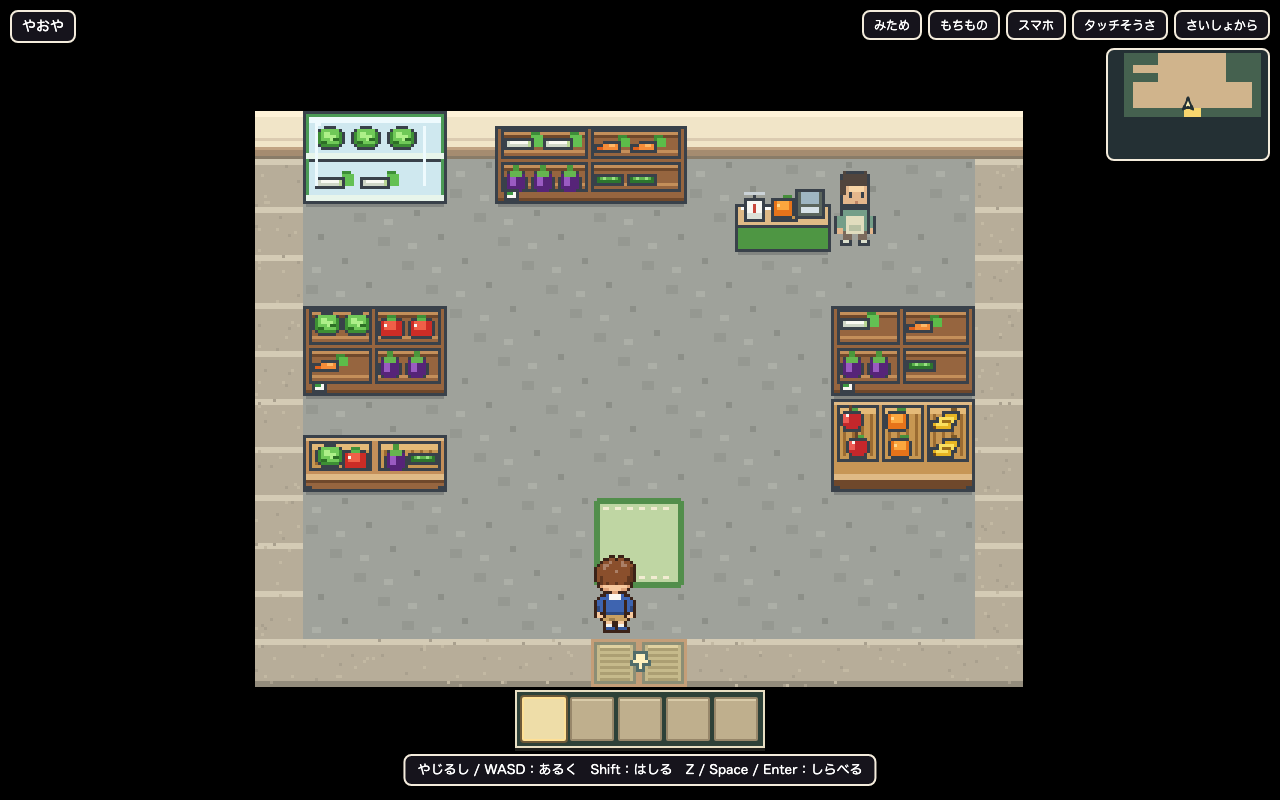 やおや
みため
もちもの
スマホ
タッチそうさ
さいしょから
やじるし / WASD：あるく　Shift：はしる　Z / Space / Enter：しらべる